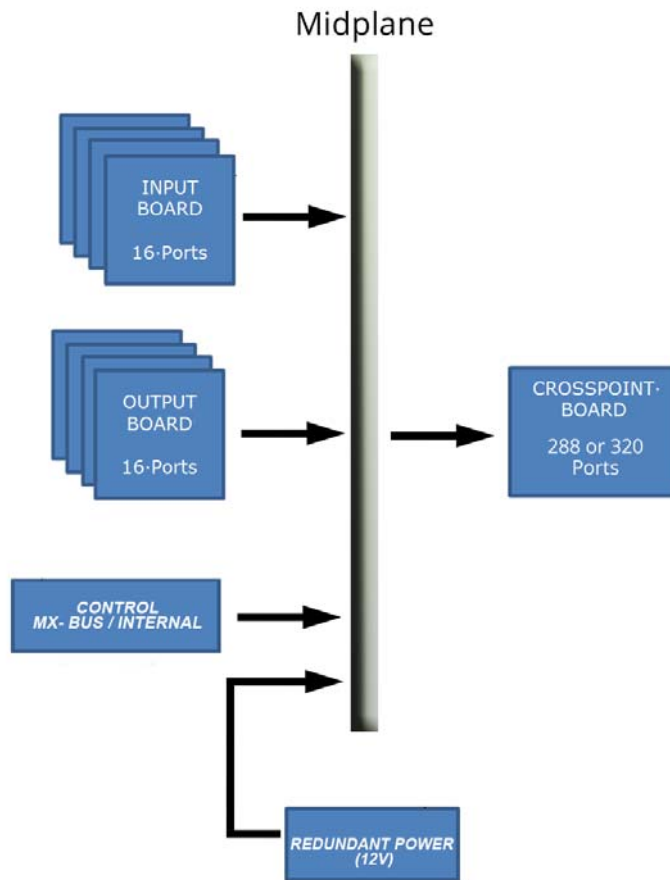 Midplane
INPUT
BOARD
16·Ports
OUTPUT
BOARD
16·Ports
CROSSPOINT·
BOARD
288 or 320
Ports
CONTROL
MX- BUS / INTERNAL
REDUNDANT POWER
(12V)